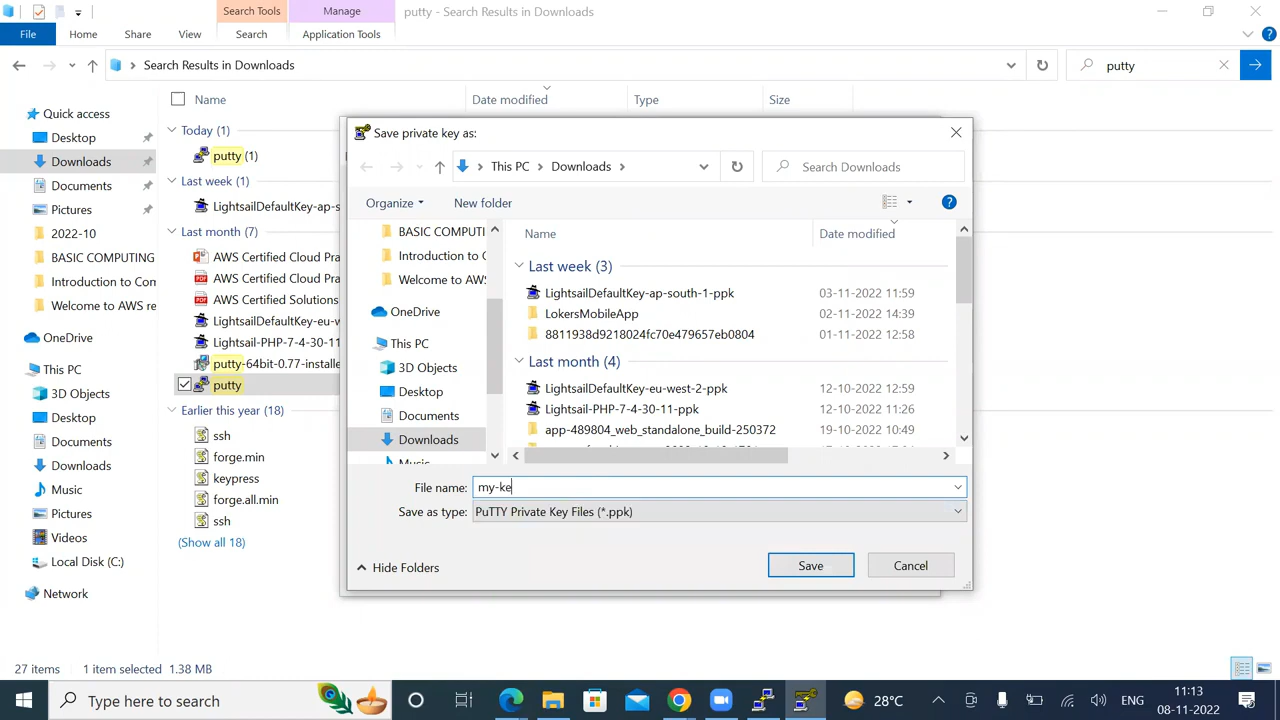 Search Tools
Manage
putty - Search Results in Downloads
File
Home
Share
View
Search
Application Tools
Search Results in Downloads
putty
Quick access
Desktop
Downloads
Documents
Pictures
2022-10
BASIC COMPUTING
Introduction to Com
Welcome to AWS re
OneDrive
This PC
3D Objects
Desktop
Documents
Downloads
Music
Pictures
Videos
Local Disk (C:)
Network
Name
Date modified
Type
Size
Today (1)
putty (1)
Last week (1)
LightsailDefaultKey-ap-s
Last month (7)
AWS Certified Cloud Pra
AWS Certified Cloud Pra
AWS Certified Solutions
LightsailDefaultKey-eu-w
Lightsail-PHP-7-4-30-11
putty-64bit-0.77-installe
putty
Earlier this year (18)
ssh
forge.min
keypress
forge.all.min
ssh
(Show all 18)
Save private key as:
This PC
Downloads
Search Downloads
Organize
New folder
BASIC COMPUTI
Introduction to C
Welcome to AWS
OneDrive
This PC
3D Objects
Desktop
Documents
Downloads
Music
Name
Date modified
Last week (3)
LightsailDefaultKey-ap-south-1-ppk 03-11-2022 11:59
LokersMobileApp 02-11-2022 14:39
8811938d9218024fc70e479657eb0804 01-11-2022 12:58
Last month (4)
LightsailDefaultKey-eu-west-2-ppk 12-10-2022 12:59
Lightsail-PHP-7-4-30-11-ppk 12-10-2022 11:26
app-489804_web_standalone_build-250372 19-10-2022 10:49
File name: my-ke
Save as type: PuTTY Private Key Files (*.ppk)
Hide Folders
Save
Cancel
27 items
1 item selected 1.38 MB
Type here to search
28°C
ENG
11:13
08-11-2022